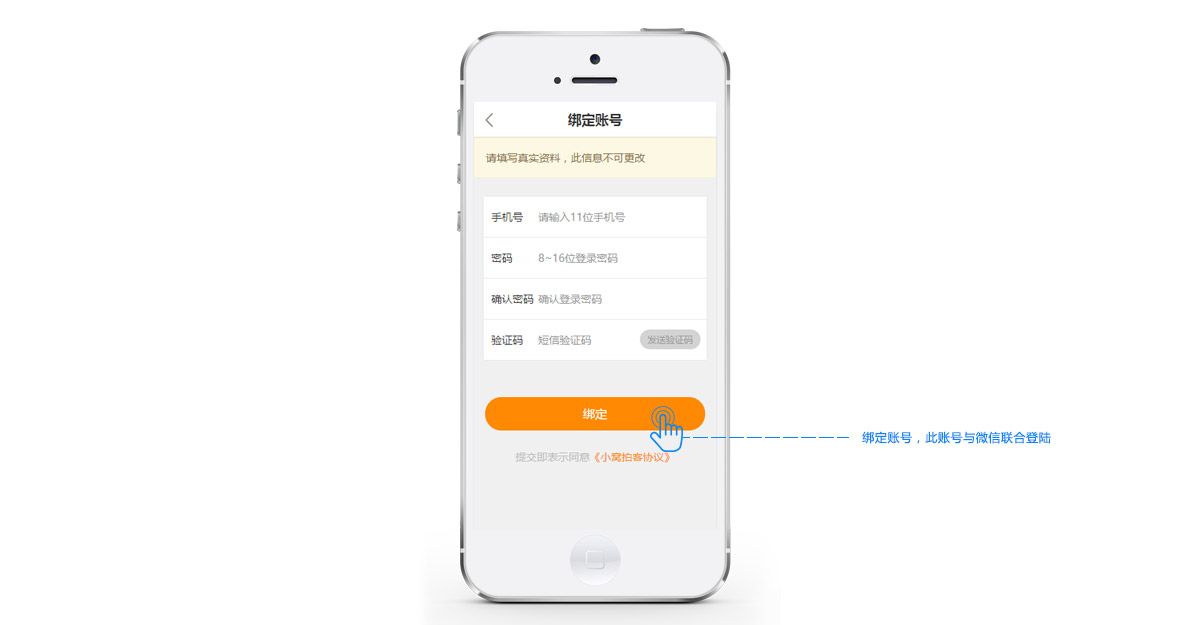 绑定账号
请填写真实资料，此信息不可更改
手机号 请输入11位手机号
密码 8~16位登录密码
确认密码 确认登录密码
验证码 短信验证码 发送验证码
绑定
绑定账号，此账号与微信联合登陆
提交即表示同意《小窝拍客协议》